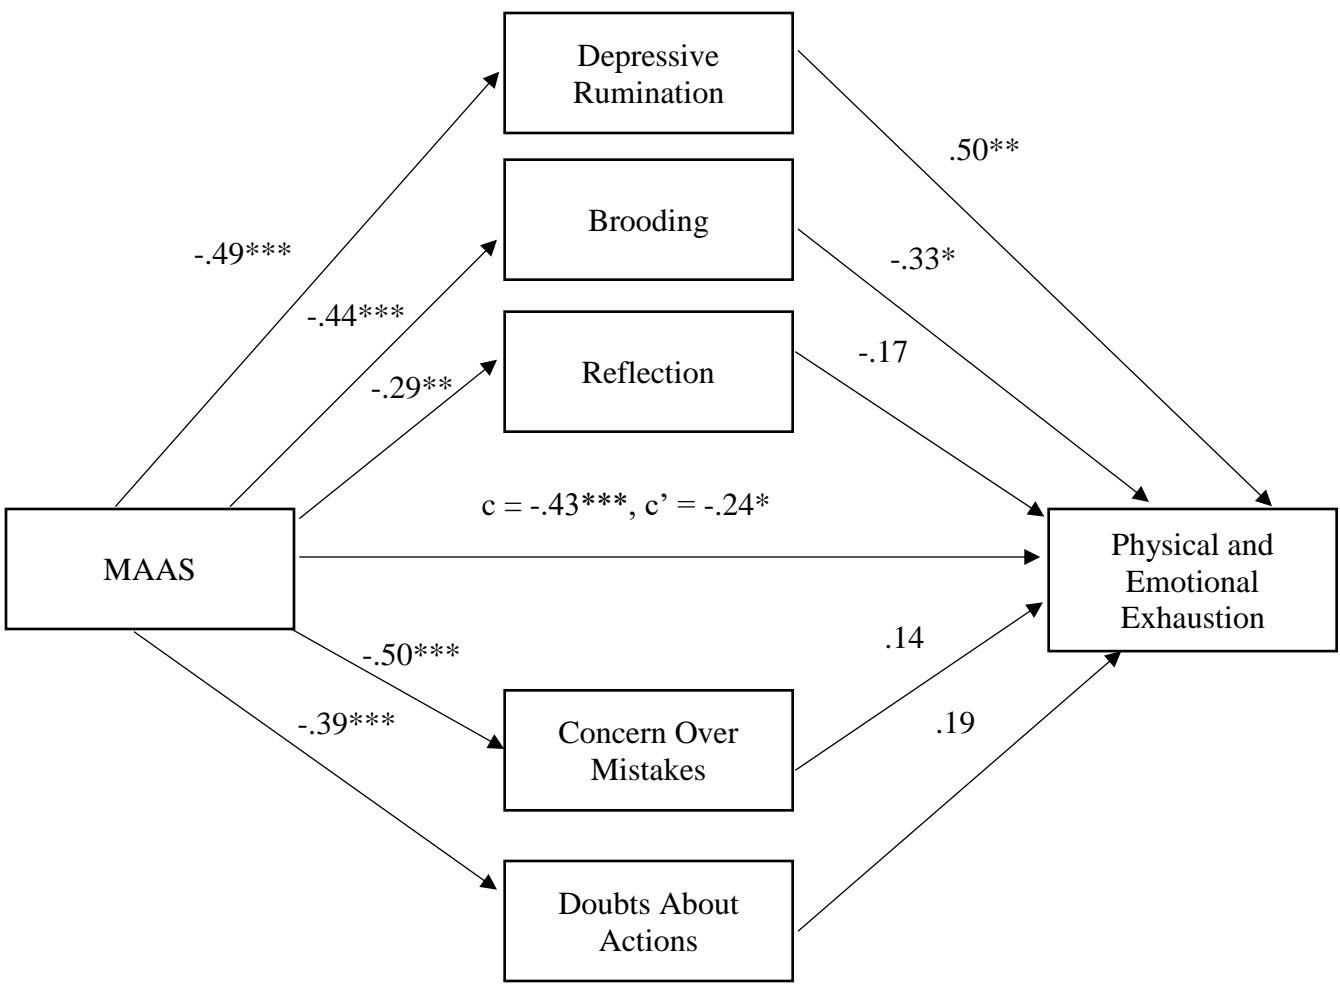 Depressive
Rumination
.50**
Brooding
-.49***
-.33*
-.44***
-.17
Reflection
-.29**
c = -.43***, c’ = -.24*
MAAS
Physical and
Emotional
Exhaustion
-.50***
.14
-.39***
.19
Concern Over
Mistakes
Doubts About
Actions